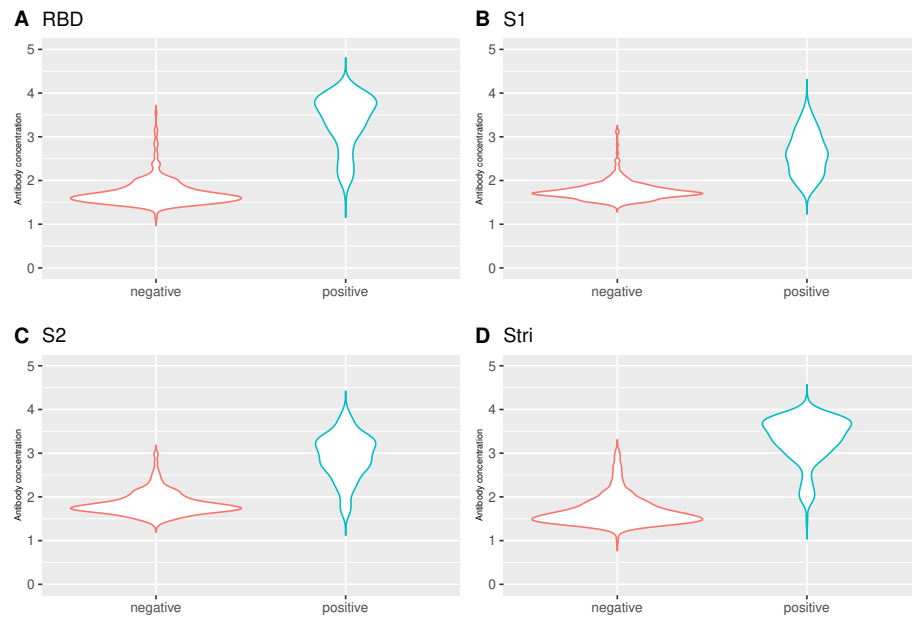 A RBD
Antibody concentration
5
4
3
2
1
0
negative positive
B S1
Antibody concentration
5
4
3
2
1
0
negative positive
C S2
Antibody concentration
5
4
3
2
1
0
negative positive
D Stri
Antibody concentration
5
4
3
2
1
0
negative positive